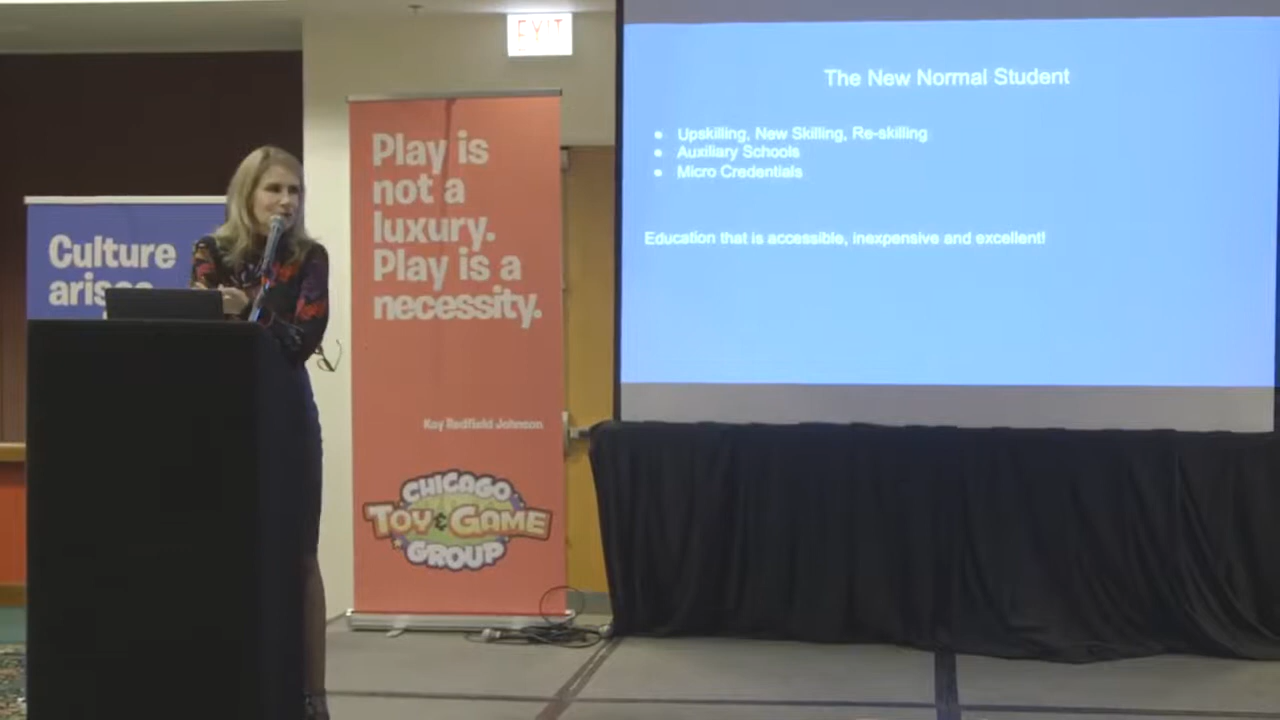 EXIT
The New Normal Student
• Upskilling, New Skilling, Re-skilling
• Auxiliary Schools
• Micro Credentials
Education that is accessible, inexpensive and excellent!
Culture
arises
Play is
not a
luxury.
Play is a
necessity.
Kay Redfield Johnson
CHICAGO
TOY & GAME
GROUP